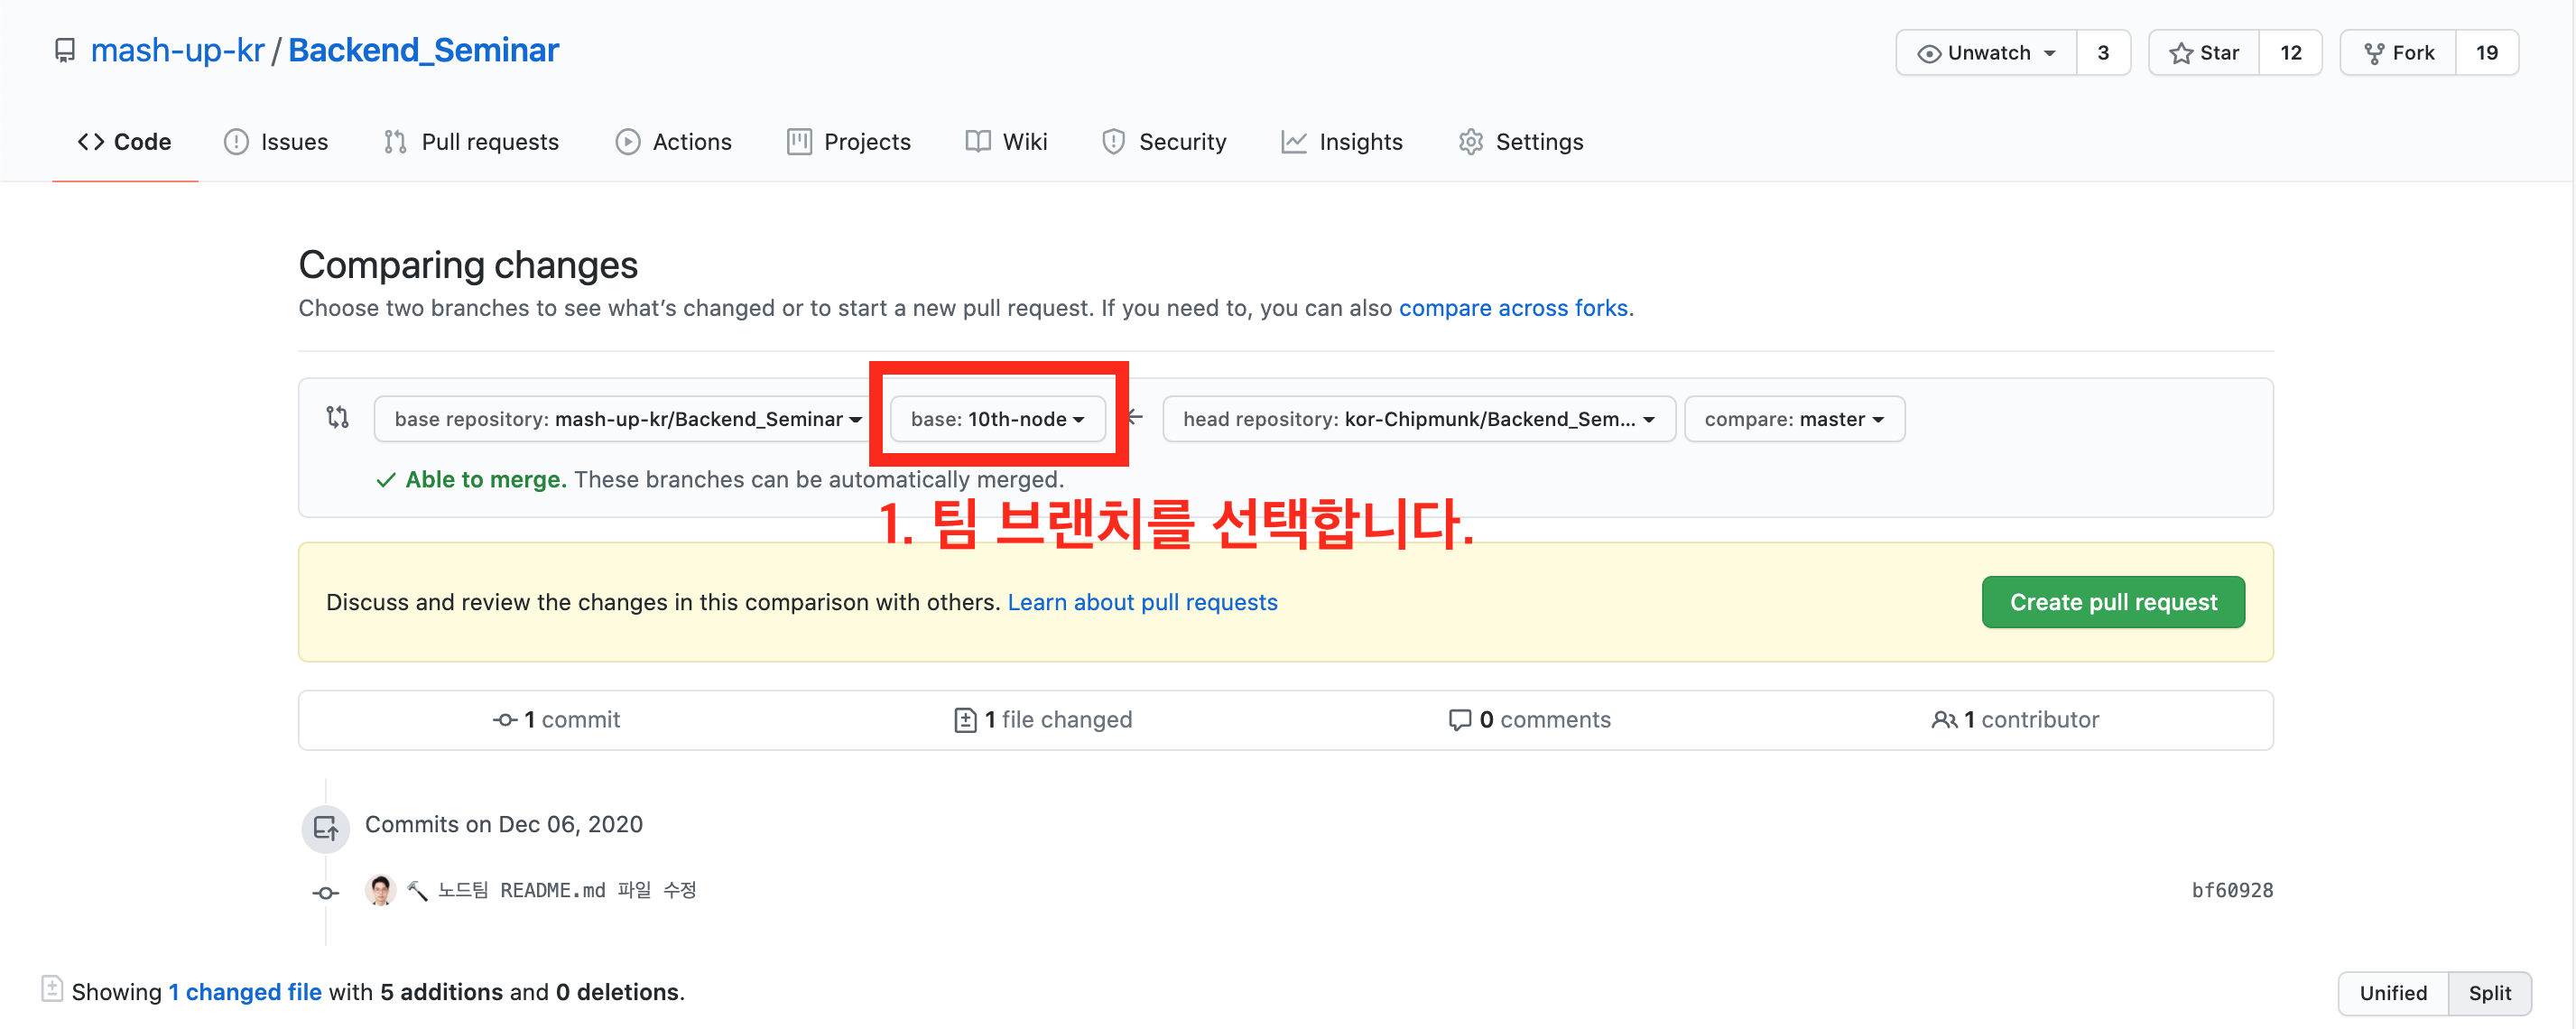 mash-up-kr / Backend_Seminar
Unwatch 3 Star 12 Fork 19
Code Issues Pull requests Actions Projects Wiki Security Insights Settings
Comparing changes
Choose two branches to see what's changed or to start a new pull request. If you need to, you can also compare across forks.
base repository: mash-up-kr/Backend_Seminar base: 10th-node ← head repository: kor-Chipmunk/Backend_Sem... compare: master
✓ Able to merge. These branches can be automatically merged.
1. 팀 브랜치를 선택합니다.
Discuss and review the changes in this comparison with others. Learn about pull requests
Create pull request
1 commit 1 file changed 0 comments 1 contributor
Commits on Dec 06, 2020
🔨 노드팀 README.md 파일 수정 bf60928
Showing 1 changed file with 5 additions and 0 deletions.
Unified Split